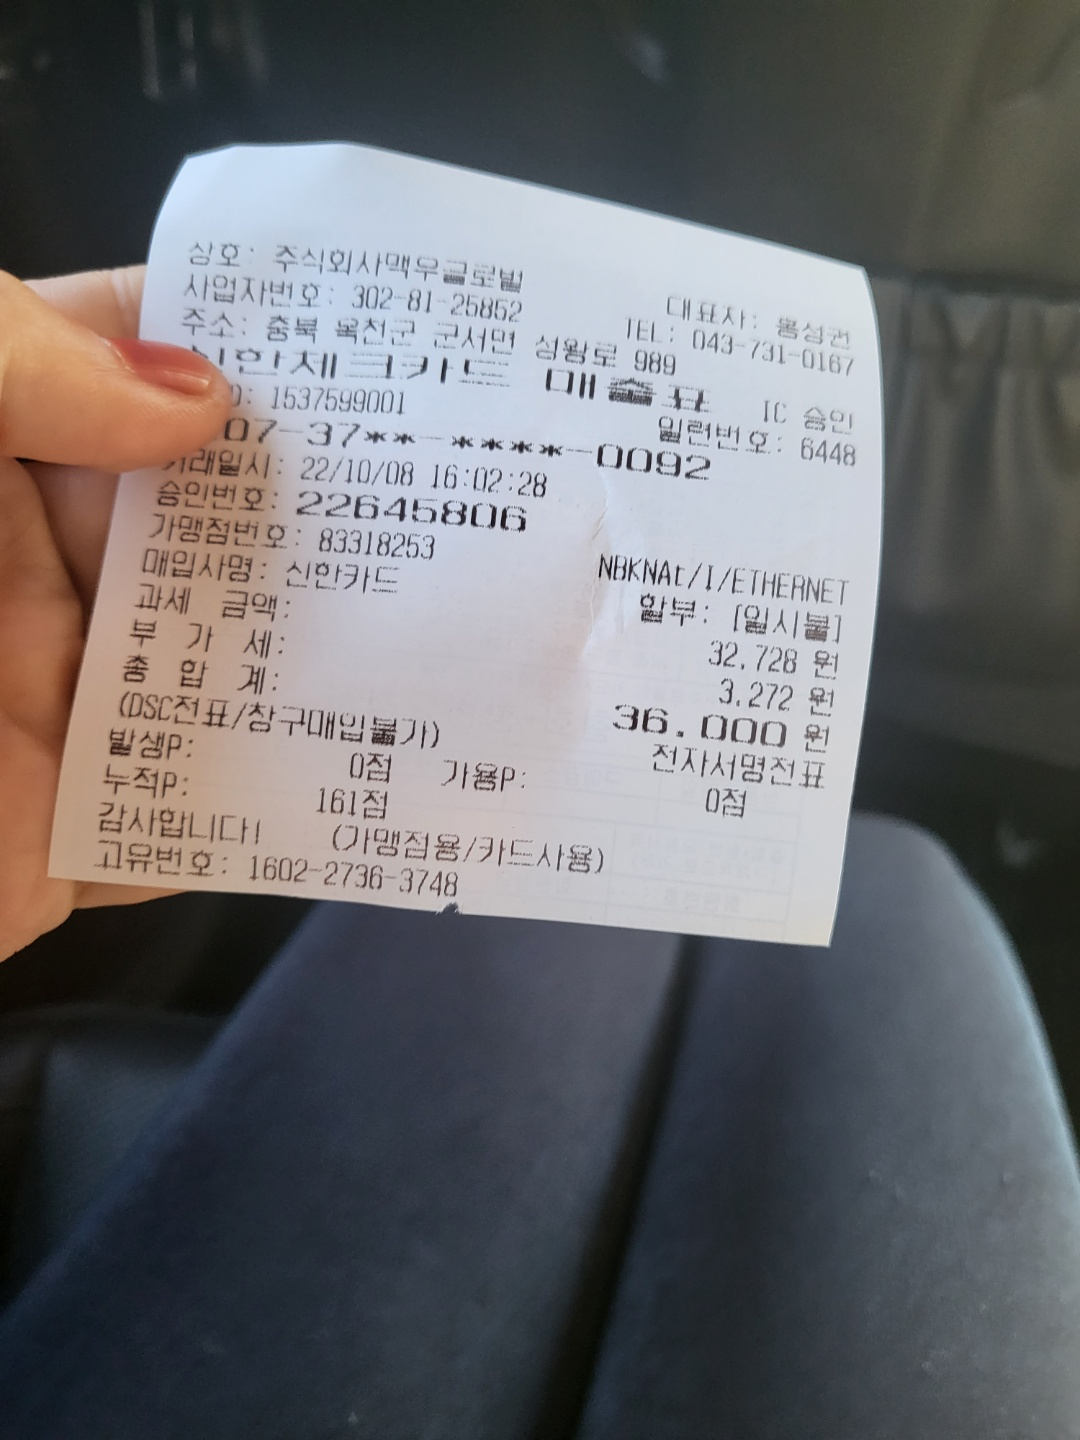 상호: 주식회사맥우글로벌
사업자번호: 302-81-25852 대표자: 홍성권
주소: 충북 옥천군 군서면 성왕로 989 TEL: 043-731-0167
신한체크카드 매출표 IC 승인
1537599001 일련번호: 6448
07-37**-****-0092
거래일시: 22/10/08 16:02:28
승인번호: 22645806
가맹점번호: 83318253
매입사명: 신한카드 NBKNAC/I/ETHERNET
과세 금액: 할부: [일시불]
부 가 세: 32,728 원
총 합 계: 3,272 원
36,000 원
(DSC전표/창구매입불가) 전자서명전표
발생P: 0점 가용P: 0점
누적P: 161점
감사합니다! (가맹점용/카드사용)
고유번호: 1602-2736-3748